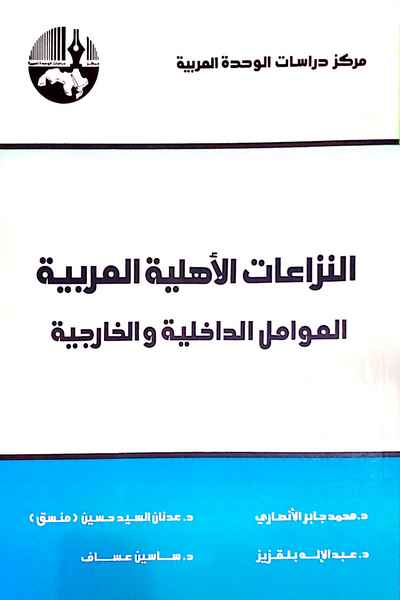 مركز دراسات الوحدة العربية
النزاعات الأهلية العربية
العوامل الداخلية والخارجية
د. محمد جابر الأنصاري د. عدنان السيد حسين (منسق)
د. عبد الإله بلقزيز د. ساسين عساف